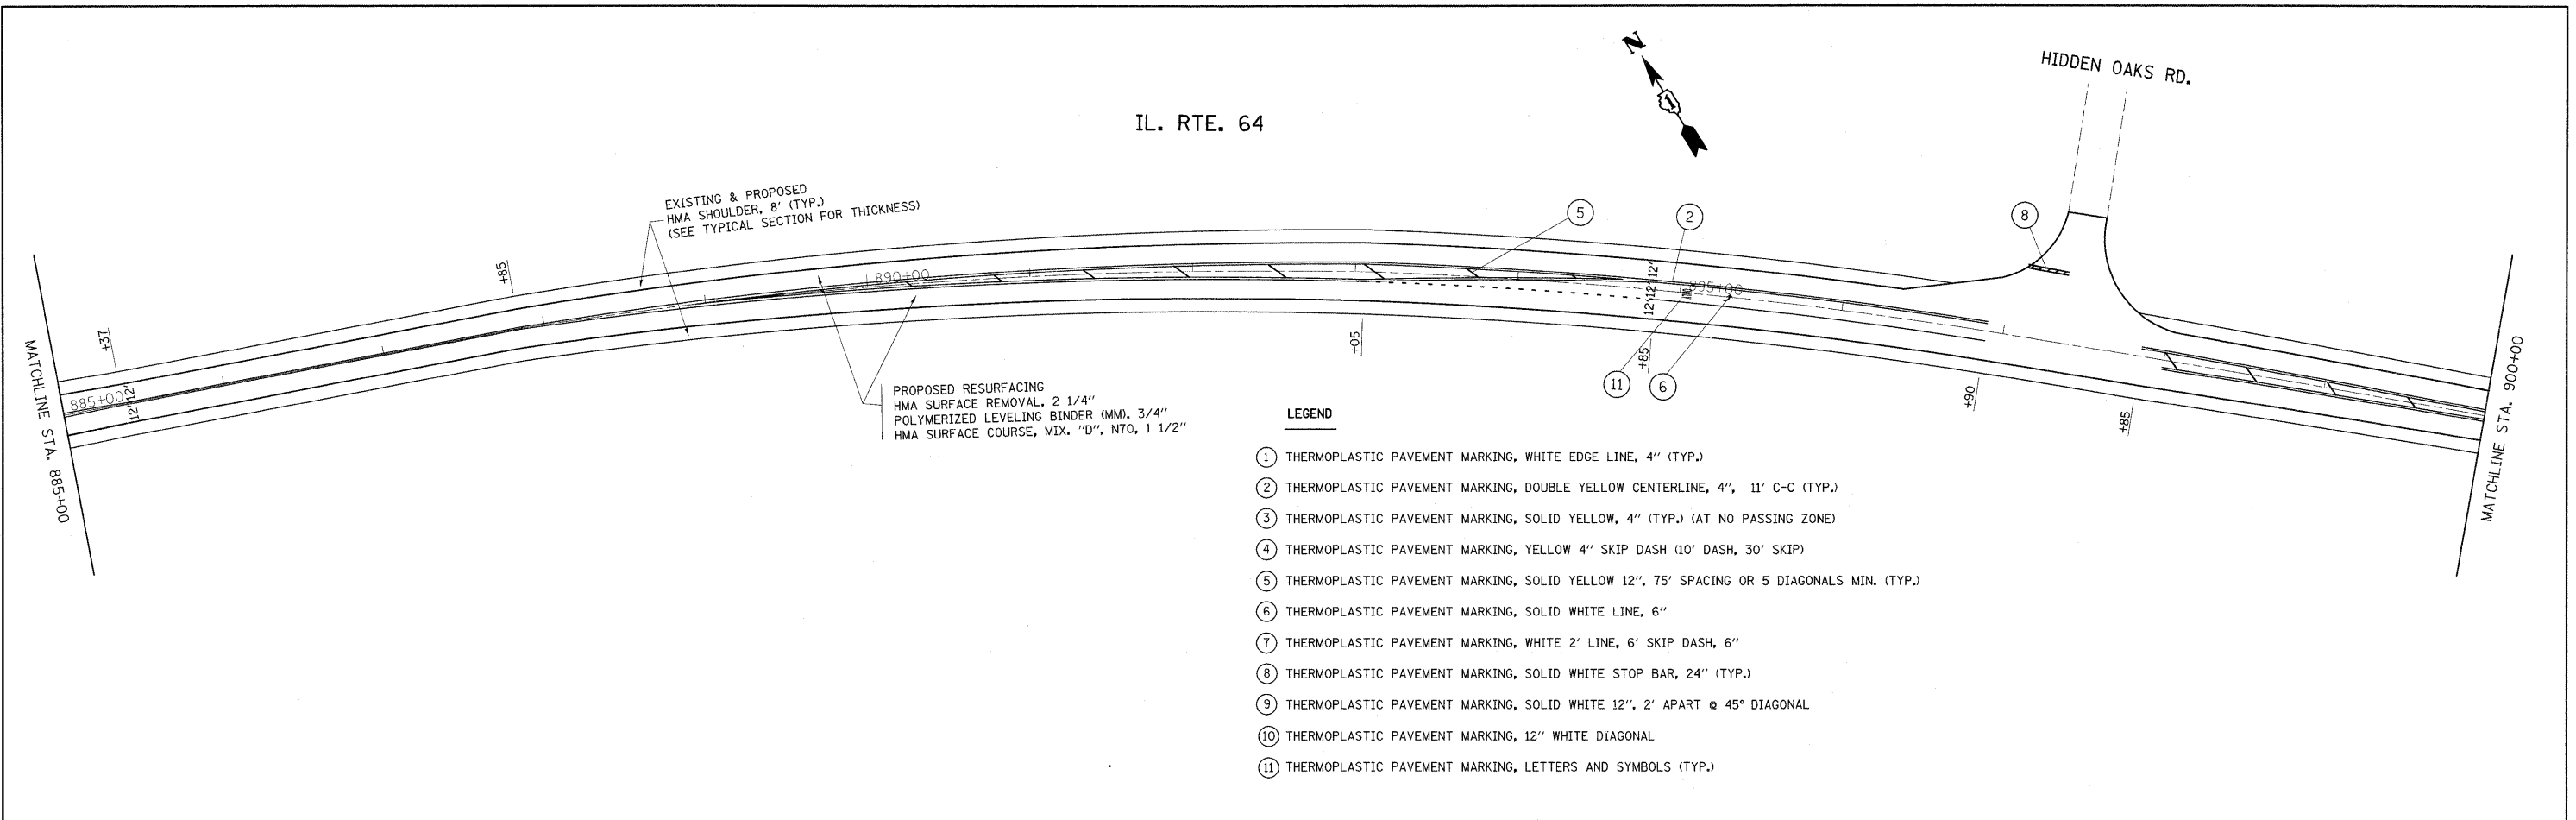 IL. RTE. 64
N
1
HIDDEN OAKS RD.
EXISTING & PROPOSED
HMA SHOULDER, 8' (TYP.)
(SEE TYPICAL SECTION FOR THICKNESS)
5
2
8
MATCHLINE STA. 885+00
+37
885+00
12'
12'
+85
890+00
+05
12'
12'
12'
+85
895+00
11
6
+90
+85
MATCHLINE STA. 900+00
PROPOSED RESURFACING
HMA SURFACE REMOVAL, 2 1/4"
POLYMERIZED LEVELING BINDER (MM), 3/4"
HMA SURFACE COURSE, MIX. "D", N70, 1 1/2"
LEGEND
1 THERMOPLASTIC PAVEMENT MARKING, WHITE EDGE LINE, 4" (TYP.)
2 THERMOPLASTIC PAVEMENT MARKING, DOUBLE YELLOW CENTERLINE, 4", 11' C-C (TYP.)
3 THERMOPLASTIC PAVEMENT MARKING, SOLID YELLOW, 4" (TYP.) (AT NO PASSING ZONE)
4 THERMOPLASTIC PAVEMENT MARKING, YELLOW 4" SKIP DASH (10' DASH, 30' SKIP)
5 THERMOPLASTIC PAVEMENT MARKING, SOLID YELLOW 12", 75' SPACING OR 5 DIAGONALS MIN. (TYP.)
6 THERMOPLASTIC PAVEMENT MARKING, SOLID WHITE LINE, 6"
7 THERMOPLASTIC PAVEMENT MARKING, WHITE 2' LINE, 6' SKIP DASH, 6"
8 THERMOPLASTIC PAVEMENT MARKING, SOLID WHITE STOP BAR, 24" (TYP.)
9 THERMOPLASTIC PAVEMENT MARKING, SOLID WHITE 12", 2' APART @ 45° DIAGONAL
10 THERMOPLASTIC PAVEMENT MARKING, 12" WHITE DIAGONAL
11 THERMOPLASTIC PAVEMENT MARKING, LETTERS AND SYMBOLS (TYP.)